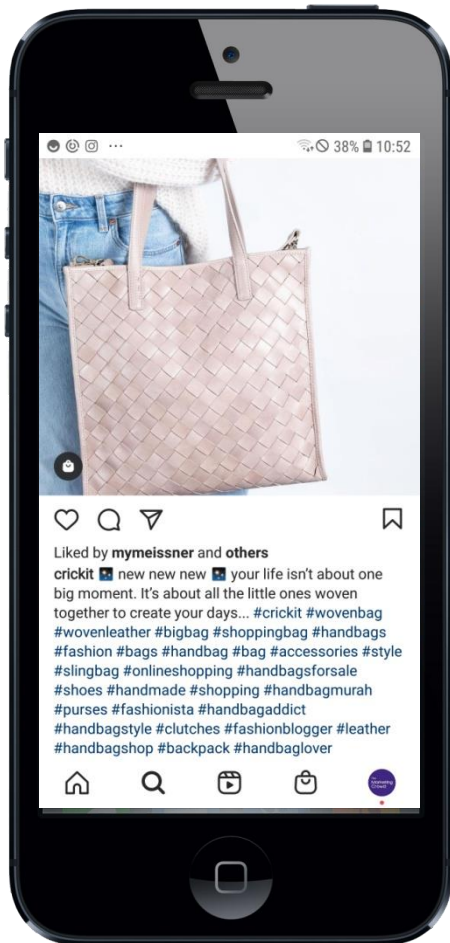 38% 10:52
Liked by mymeissner and others
crickit 🌃 new new new 🌃 your life isn’t about one
big moment. It’s about all the little ones woven
together to create your days... #crickit #wovenbag
#wovenleather #bigbag #shoppingbag #handbags
#fashion #bags #handbag #bag #accessories #style
#slingbag #onlineshopping #handbagsforsale
#shoes #handmade #shopping #handbagmurah
#purses #fashionista #handbagaddict
#handbagstyle #clutches #fashionblogger #leather
#handbagshop #backpack #handbaglover
The
Marketing
Crowd